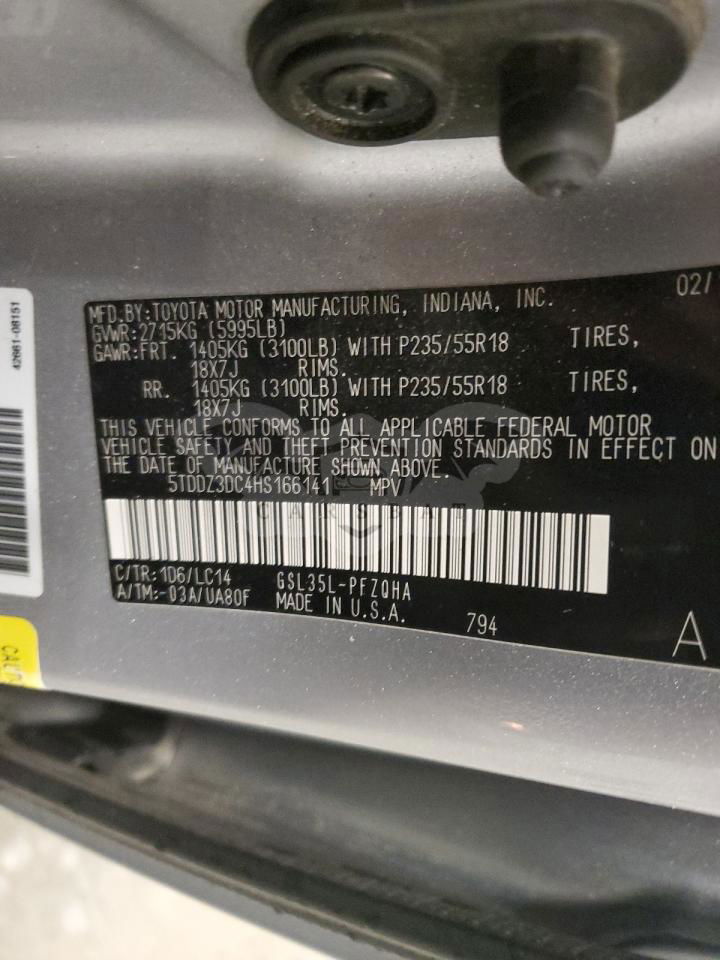 02/
MFD.BY:TOYOTA MOTOR MANUFACTURING, INDIANA, INC.
GVWR:2715KG (5995LB)
GAWR:FRT. 1405KG (3100LB) WITH P235/55R18 TIRES,
18X7J RIMS.
RR. 1405KG (3100LB) WITH P235/55R18 TIRES,
18X7J RIMS.
THIS VEHICLE CONFORMS TO ALL APPLICABLE FEDERAL MOTOR
VEHICLE SAFETY AND THEFT PREVENTION STANDARDS IN EFFECT ON
THE DATE OF MANUFACTURE SHOWN ABOVE.
5TDDZ3DC4HS166141 MPV
C/TR:1D6/LC14 GSL35L-PFZQHA
A/TM:-03A/UA80F MADE IN U.S.A.
794
A
42661-08151